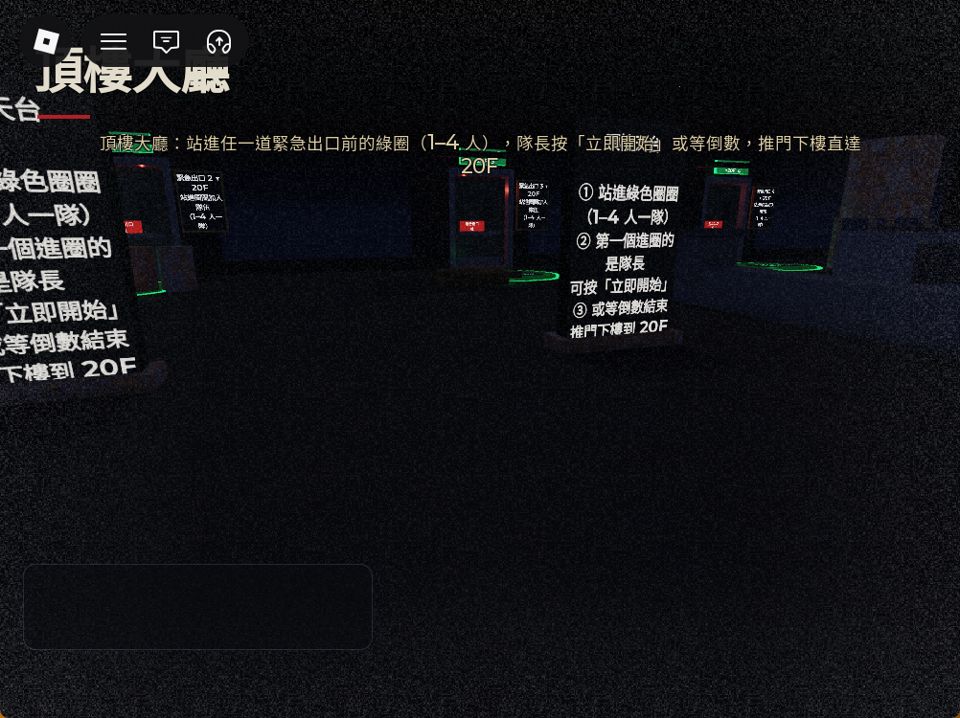 頂樓大廳
天台
頂樓大廳：站進任一道緊急出口前的綠圈（1–4 人），隊長按「立即開始」或等倒數，推門下樓直達
20F
綠色圈圈
人一隊）
一個進圈的
是隊長
「立即開始」
或等倒數結束
下樓到 20F
緊急出口 2
20F
① 站進綠色圈圈
（1–4 人一隊）
② 第一個進圈的
是隊長
可按「立即開始」
③ 或等倒數結束
推門下樓到 20F